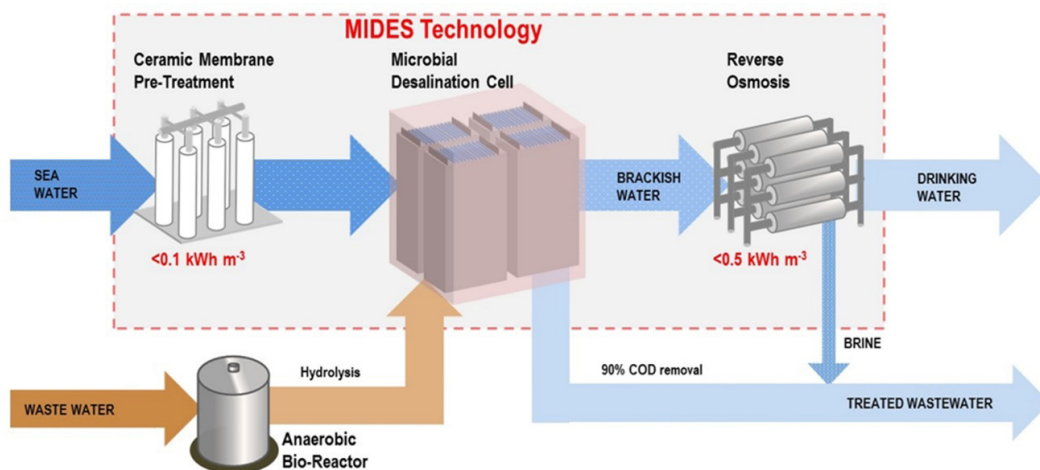 MIDES Technology
Ceramic Membrane
Pre-Treatment
Microbial
Desalination Cell
Reverse
Osmosis
SEA
WATER
BRACKISH
WATER
DRINKING
WATER
<0.1 kWh m-3
<0.5 kWh m-3
BRINE
Hydrolysis
90% COD removal
WASTE WATER
TREATED WASTEWATER
Anaerobic
Bio-Reactor